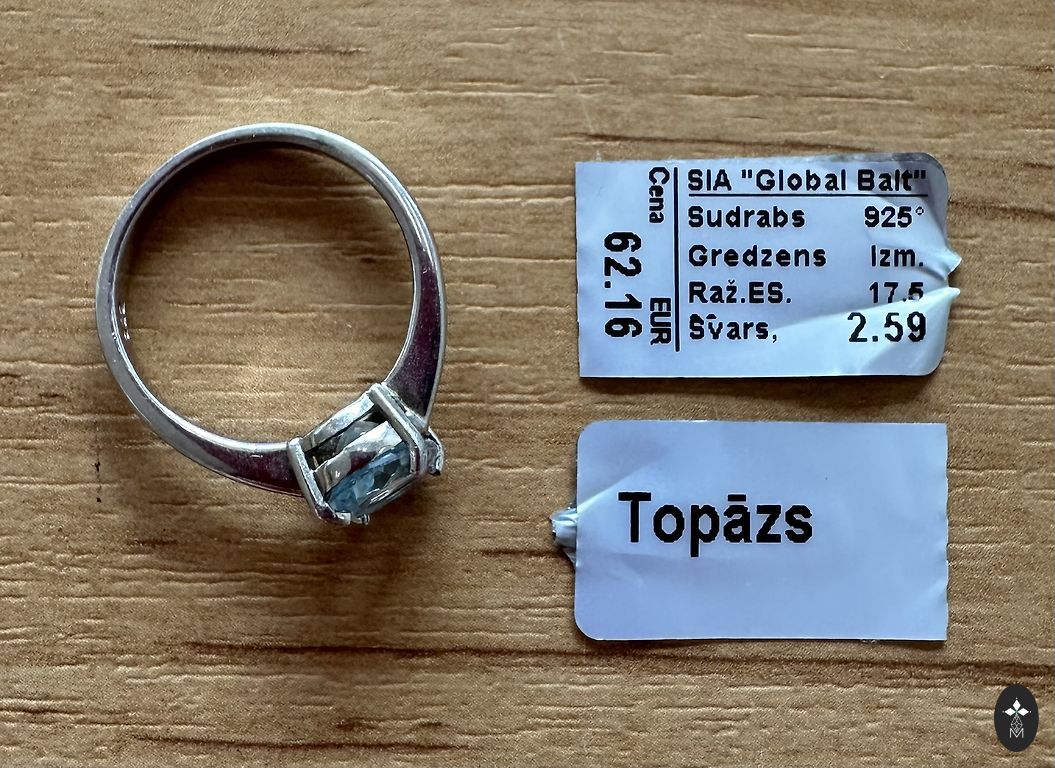 SIA "Global Balt"
Sudrabs 925°
Gredzens Izm.
Raž.ES. 17.5
Svars, 2.59
Cena 62.16 EUR
Topāzs
M